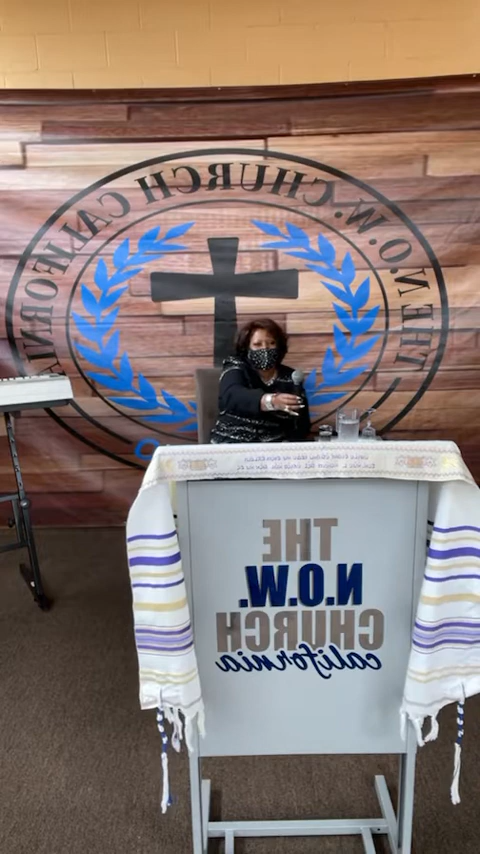 THE N.O.W. CHURCH CALIFORNIA
THE
N.O.W.
CHURCH
california